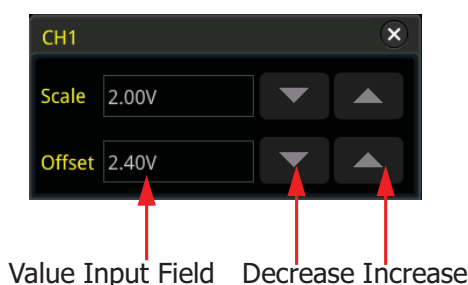 CH1
Scale 2.00V
Offset 2.40V
Value Input Field Decrease Increase